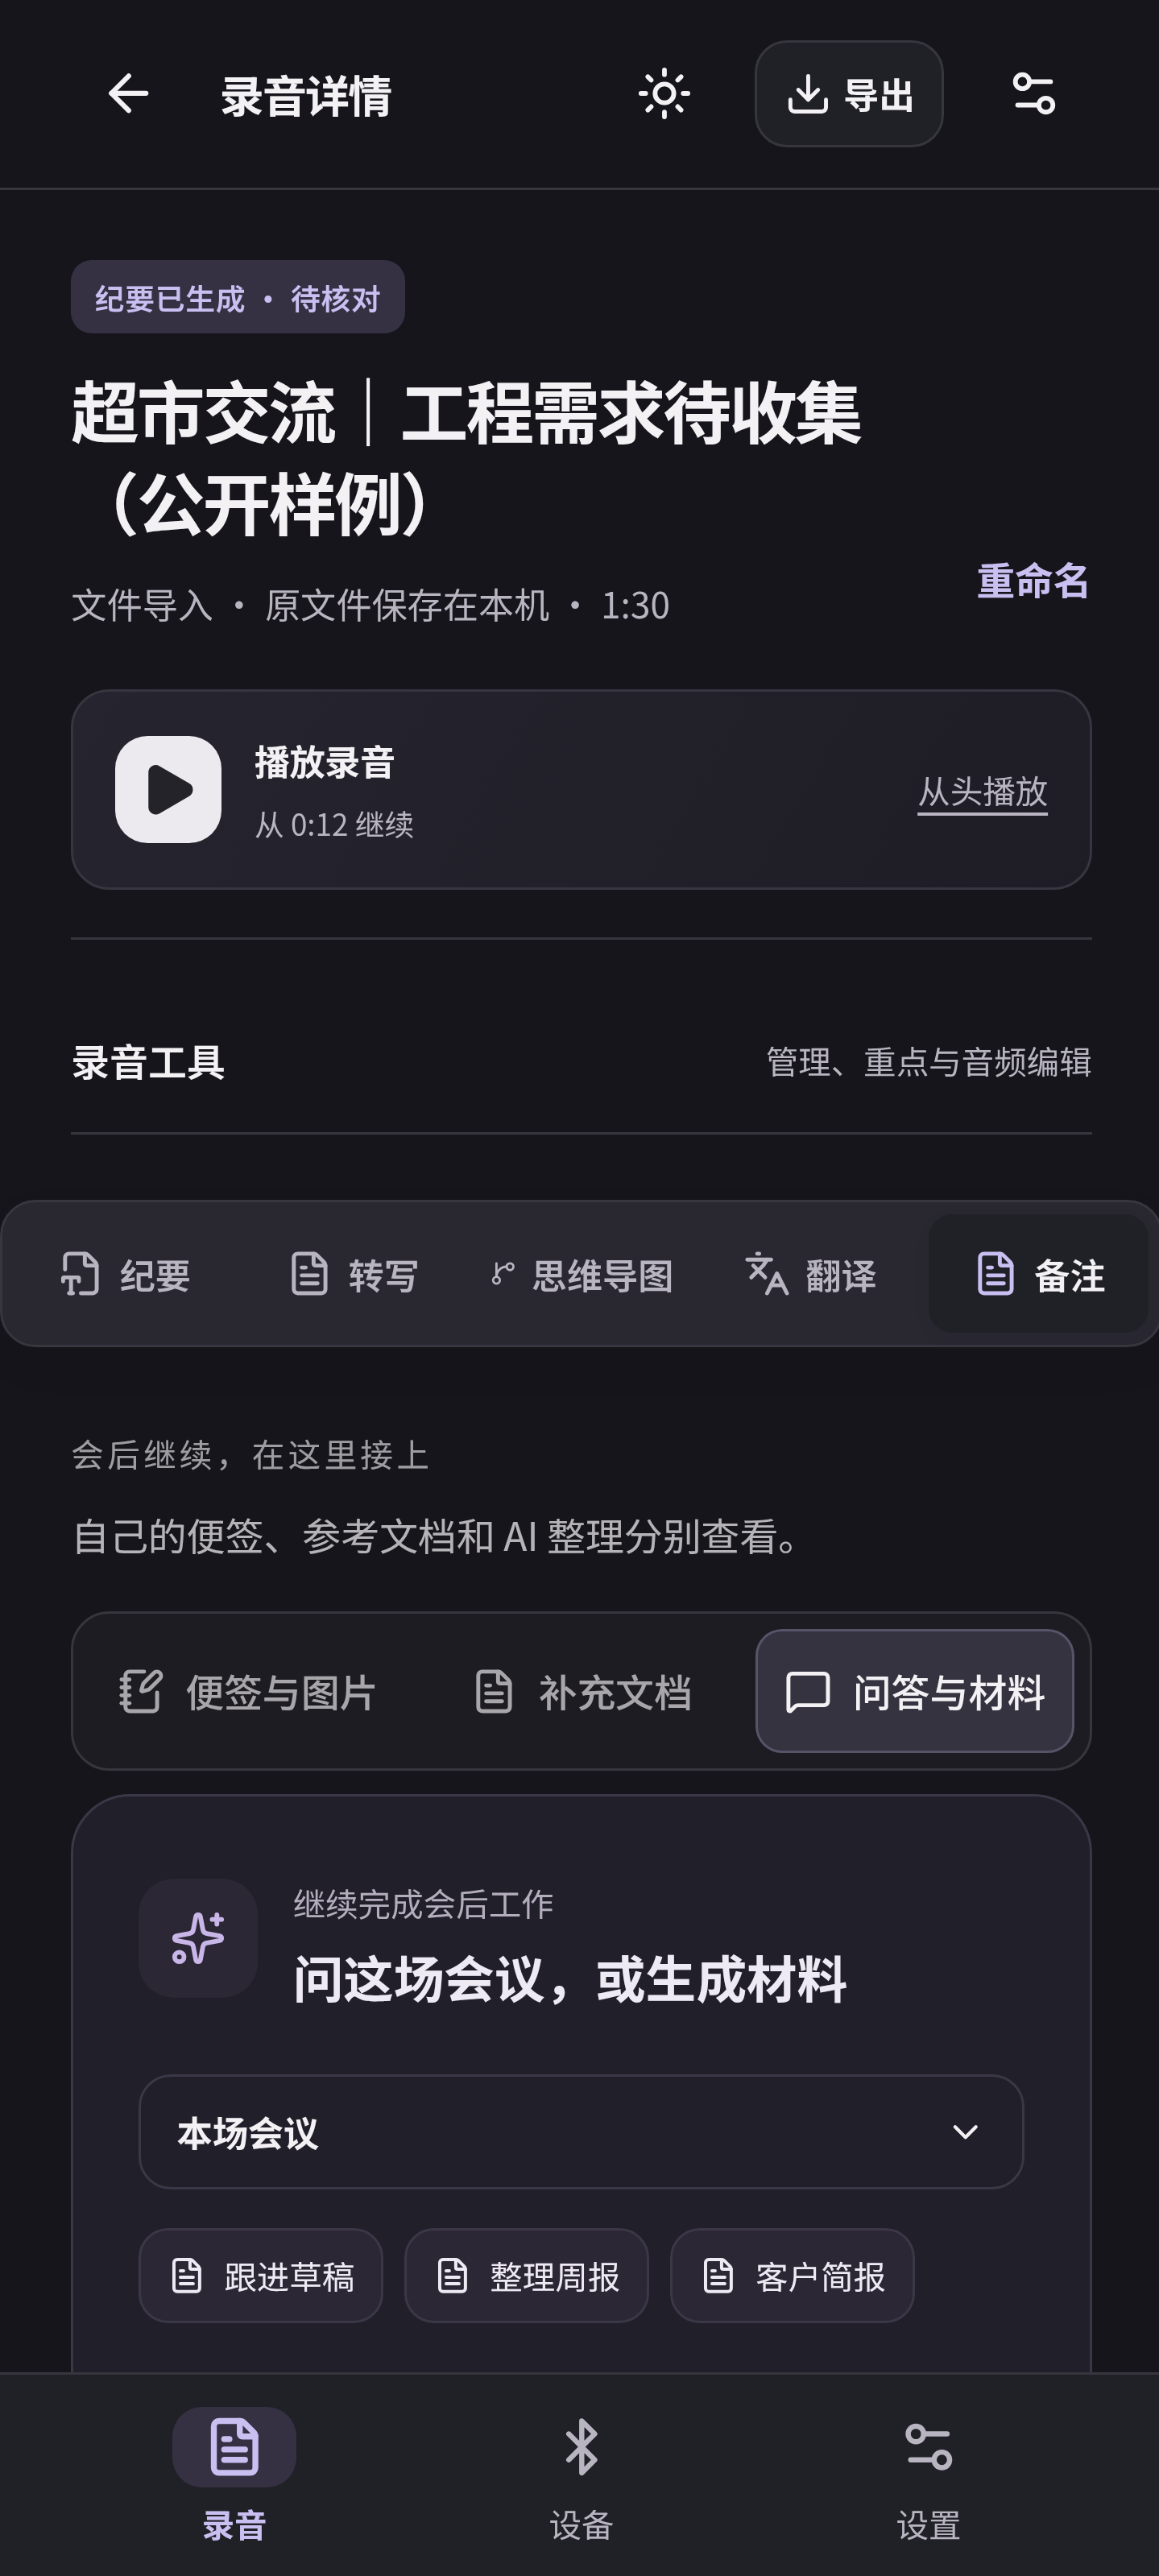 录音详情
导出
纪要已生成 · 待核对
超市交流｜工程需求待收集
（公开样例）
文件导入 · 原文件保存在本机 · 1:30
重命名
播放录音
从 0:12 继续
从头播放
录音工具
管理、重点与音频编辑
纪要
转写
思维导图
翻译
备注
会后继续，在这里接上
自己的便签、参考文档和 AI 整理分别查看。
便签与图片
补充文档
问答与材料
继续完成会后工作
问这场会议，或生成材料
本场会议
跟进草稿
整理周报
客户简报
录音
设备
设置